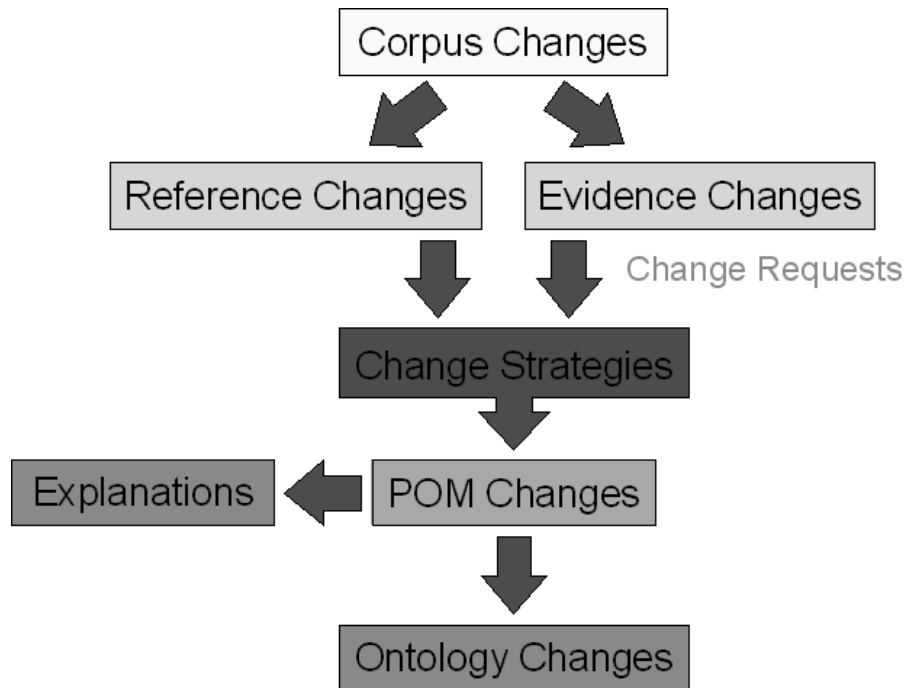 Corpus Changes
Reference Changes
Evidence Changes
Change Requests
Change Strategies
Explanations
POM Changes
Ontology Changes